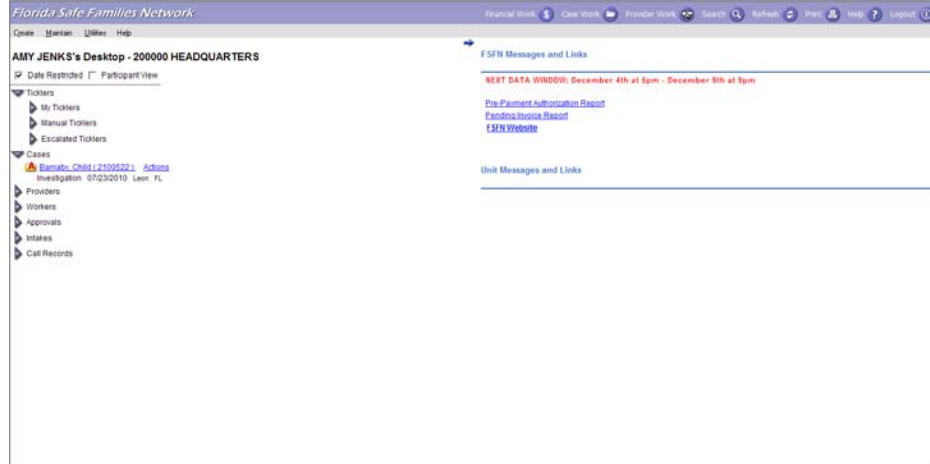 Florida Safe Families Network
Financial Work Case Work Provider Work Search Refresh Print Help Logout
Create Maintain Utilities Help
AMY JENKS's Desktop - 200000 HEADQUARTERS
Date Restricted Participant View
Ticklers
My Ticklers
Manual Ticklers
Escalated Ticklers
Cases
Barnaby, Child ( 2100522 ) Actions
Investigation 07/23/2010 Leon FL
Providers
Workers
Approvals
Intakes
Call Records
FSFN Messages and Links
NEXT DATA WINDOW: December 4th at 6pm - December 9th at 9pm
Pre-Payment Authorization Report
Pending Invoice Report
FSFN Website
Unit Messages and Links